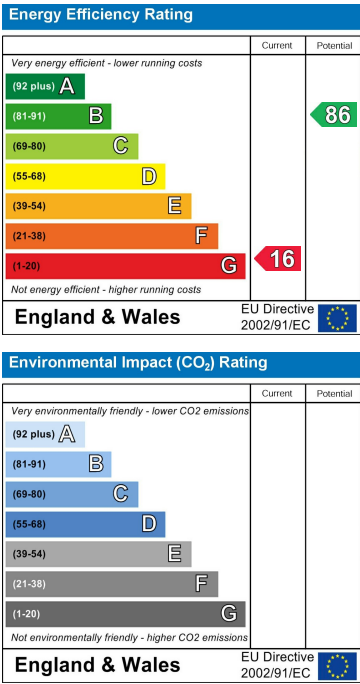 Energy Efficiency Rating
Current Potential
Very energy efficient - lower running costs
(92 plus) A
(81-91) B
86
(69-80) C
(55-68) D
(39-54) E
(21-38) F
(1-20) G
16
Not energy efficient - higher running costs
England & Wales
EU Directive
2002/91/EC
Environmental Impact (CO₂) Rating
Current Potential
Very environmentally friendly - lower CO2 emissions
(92 plus) A
(81-91) B
(69-80) C
(55-68) D
(39-54) E
(21-38) F
(1-20) G
Not environmentally friendly - higher CO2 emissions
England & Wales
EU Directive
2002/91/EC